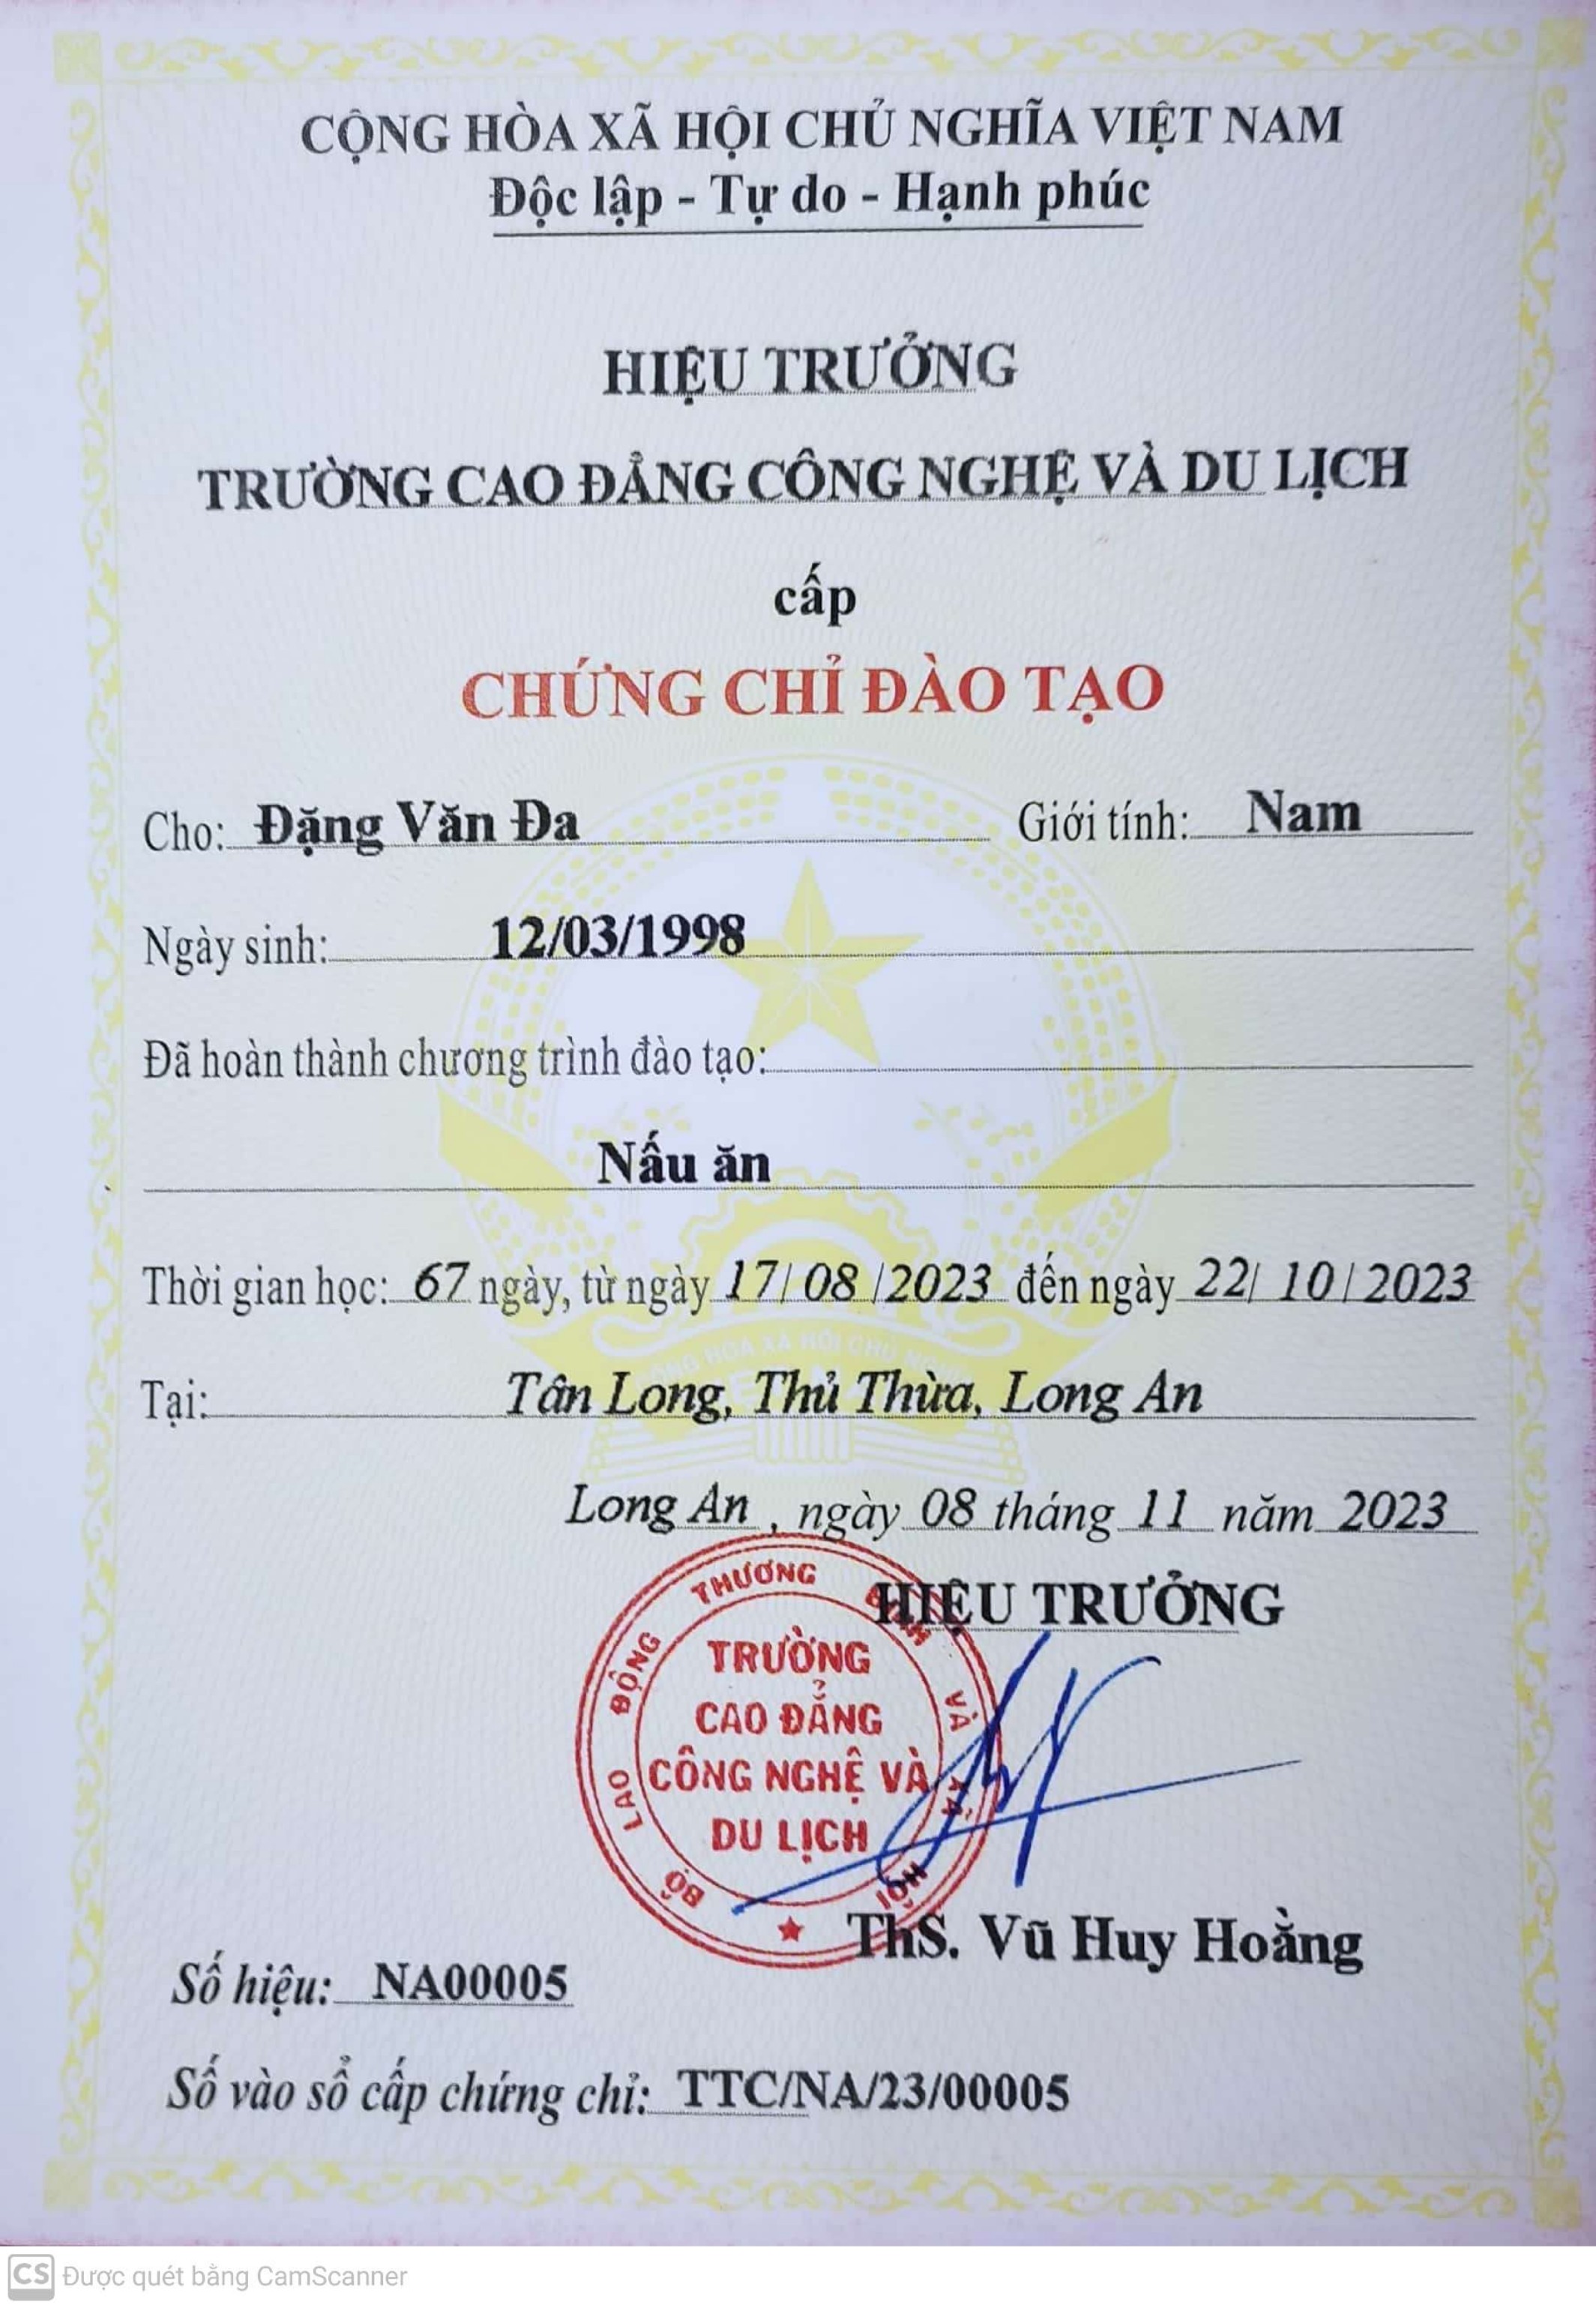 CỘNG HÒA XÃ HỘI CHỦ NGHĨA VIỆT NAM
Độc lập - Tự do - Hạnh phúc
HIỆU TRƯỞNG
TRƯỜNG CAO ĐẲNG CÔNG NGHỆ VÀ DU LỊCH
cấp
CHỨNG CHỈ ĐÀO TẠO
Cho: Đặng Văn Đa Giới tính: Nam
Ngày sinh: 12/03/1998
Đã hoàn thành chương trình đào tạo:
Nấu ăn
Thời gian học: 67 ngày, từ ngày 17/ 08 /2023 đến ngày 22/ 10 / 2023
Tại: Tân Long, Thủ Thừa, Long An
Long An , ngày 08 tháng 11 năm 2023
HIỆU TRƯỞNG
BỘ LAO ĐỘNG THƯƠNG BINH VÀ XÃ HỘI
TRƯỜNG
CAO ĐẲNG
CÔNG NGHỆ VÀ
DU LỊCH
ThS. Vũ Huy Hoằng
Số hiệu: NA00005
Số vào sổ cấp chứng chỉ: TTC/NA/23/00005
CS Được quét bằng CamScanner